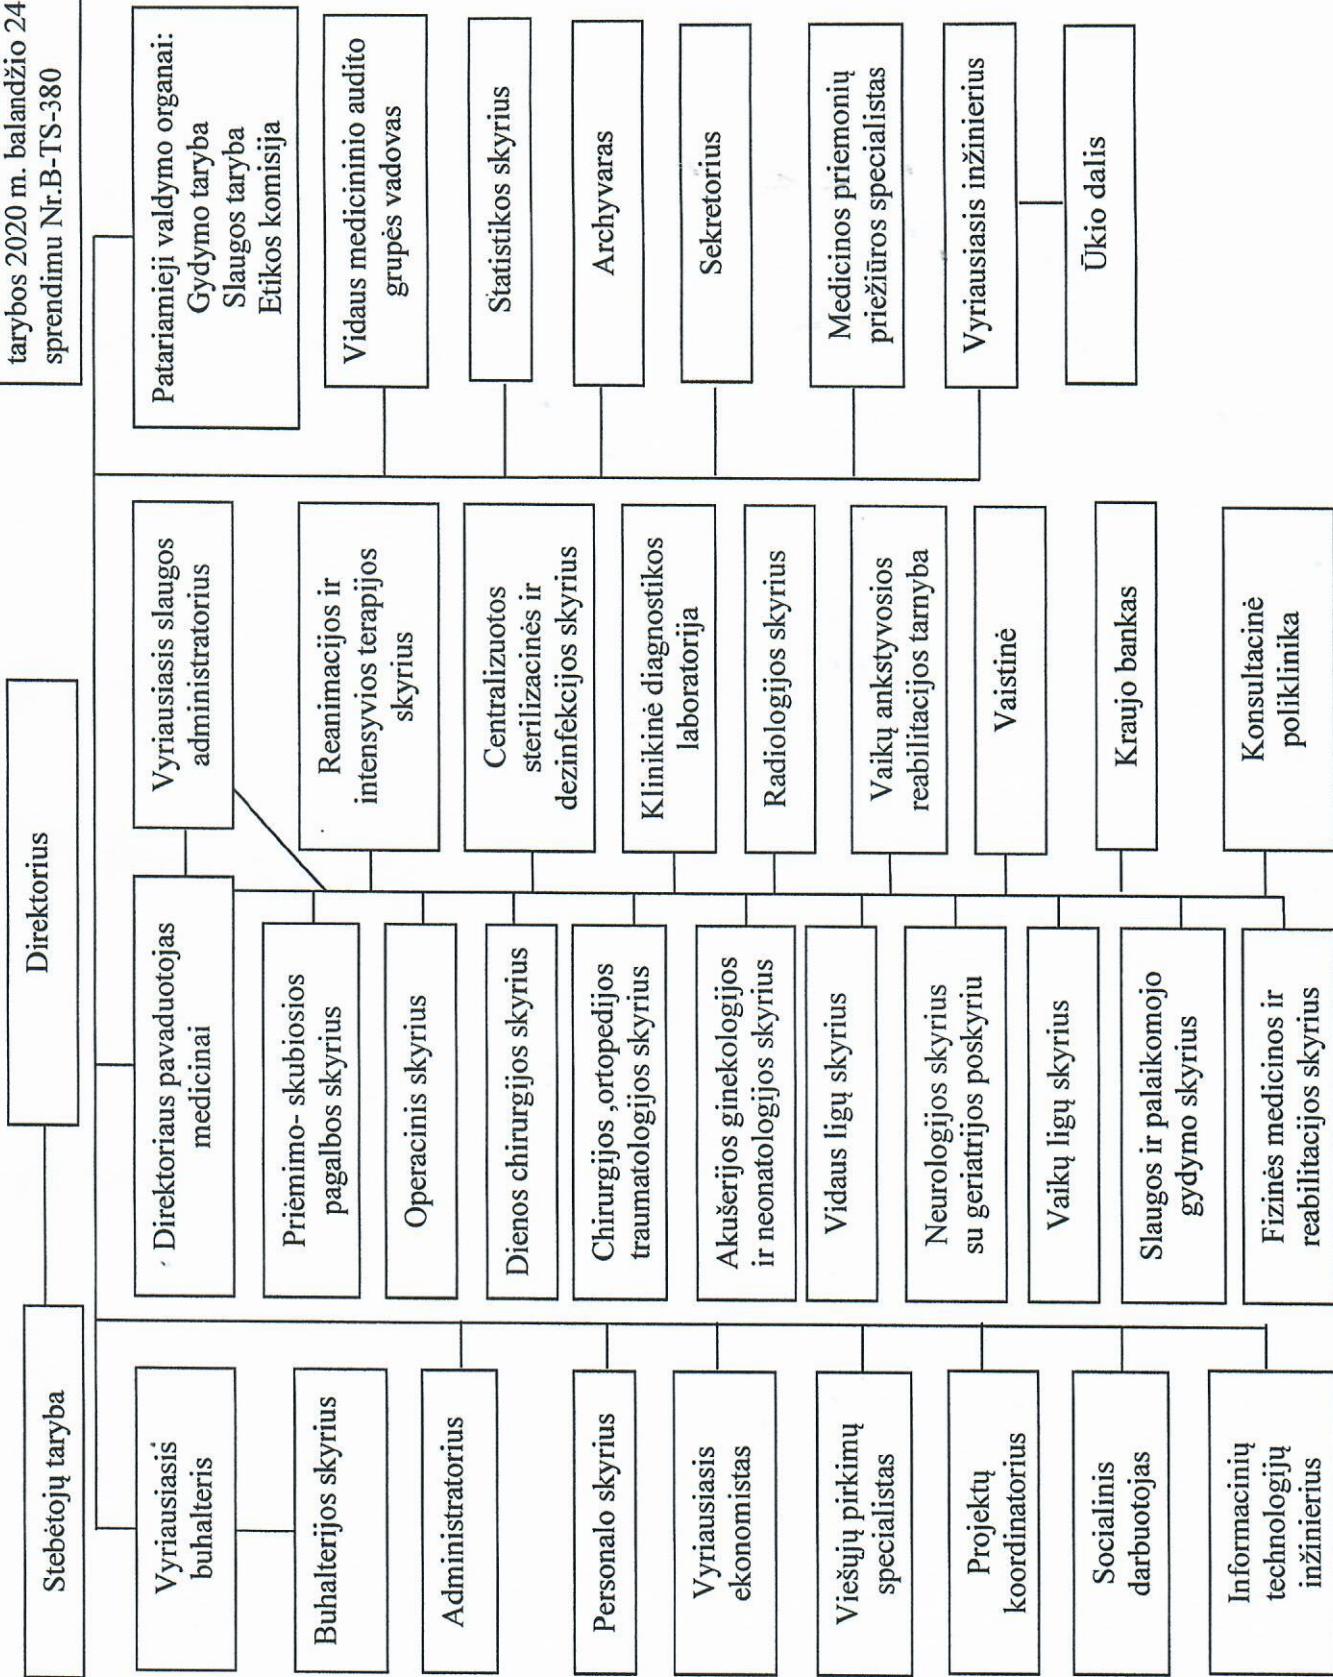 tarybos 2020 m. balandžio 24
sprendimu Nr.B-TS-380
Direktorius
Stebėtojų taryba
Vyriausiasis
buhalteris
Buhalterijos skyrius
Administratorius
Personalo skyrius
Vyriausiasis
ekonomistas
Viešųjų pirkimų
specialistas
Projektų
koordinatorius
Socialinis
darbuotojas
Informacinių
technologijų
inžinierius
Direktoriaus pavaduotojas
medicinai
Priėmimo- skubiosios
pagalbos skyrius
Operacinis skyrius
Dienos chirurgijos skyrius
Chirurgijos ,ortopedijos
traumatologijos skyrius
Akušerijos ginekologijos
ir neonatologijos skyrius
Vidaus ligų skyrius
Neurologijos skyrius
su geriatrijos poskyriu
Vaikų ligų skyrius
Slaugos ir palaikomojo
gydymo skyrius
Fizinės medicinos ir
reabilitacijos skyrius
Vyriausiasis slaugos
administratorius
Reanimacijos ir
intensyvios terapijos
skyrius
Centralizuotos
sterilizacinės ir
dezinfekcijos skyrius
Klinikinė diagnostikos
laboratorija
Radiologijos skyrius
Vaikų ankstyvosios
reabilitacijos tarnyba
Vaistinė
Kraujo bankas
Konsultacinė
poliklinika
Patariamieji valdymo organai:
Gydymo taryba
Slaugos taryba
Etikos komisija
Vidaus medicininio audito
grupės vadovas
Statistikos skyrius
Archyvaras
Sekretorius
Medicinos priemonių
priežiūros specialistas
Vyriausiasis inžinierius
Ūkio dalis